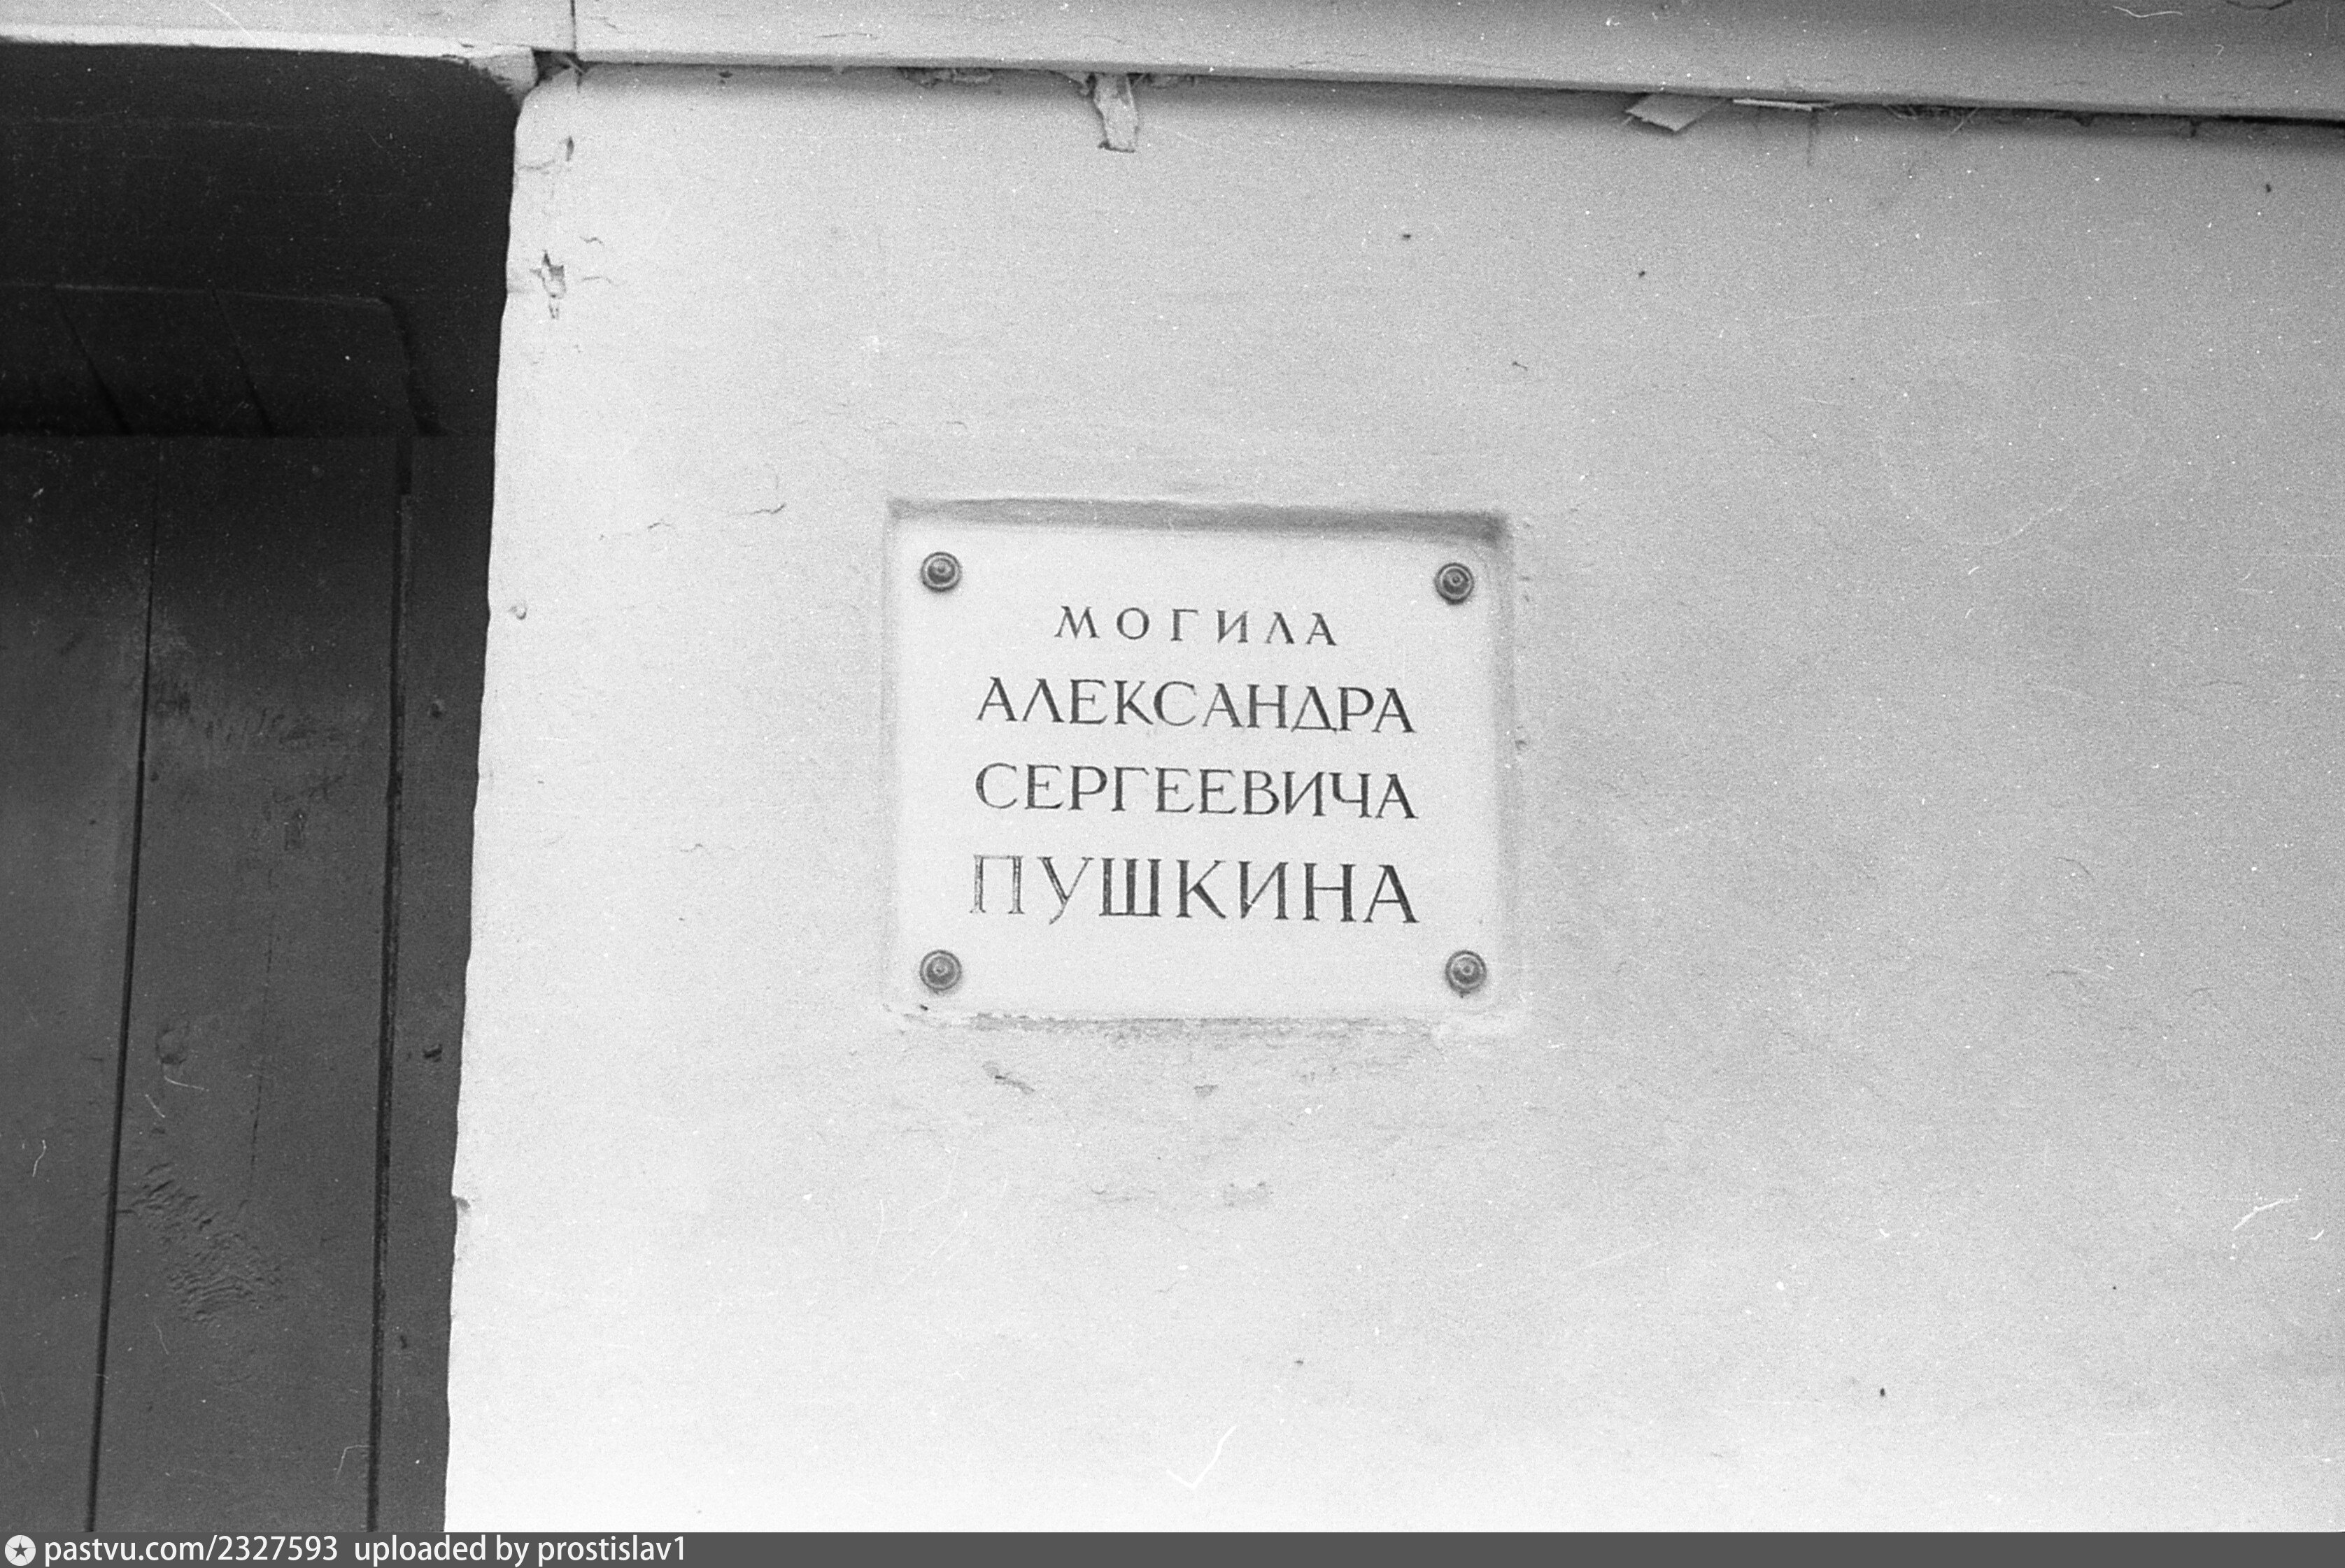 МОГИЛА
АЛЕКСАНДРА
СЕРГЕЕВИЧА
ПУШКИНА
pastvu.com/2327593 uploaded by prostislav1